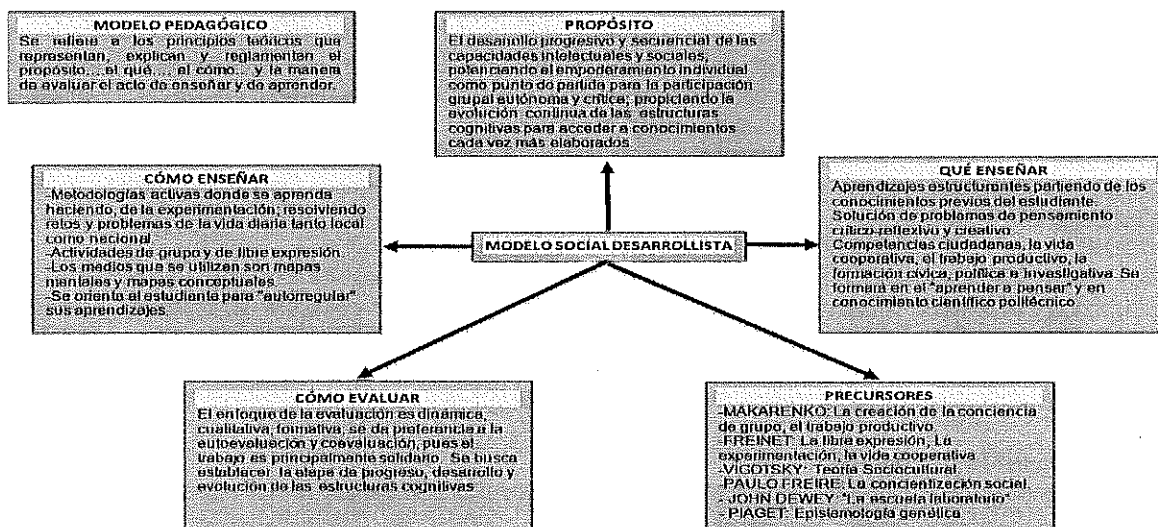 MODELO PEDAGÓGICO
Se refiere a los principios teóricos que
representan, explican y reglamenten el
propósito... el qué... el cómo... y la manera
de evaluar el acto de enseñar y de aprender.
PROPÓSITO
El desarrollo progresivo y secuencial de las
capacidades intelectuales y sociales,
potenciando el empoderamiento individual
como punto de partida para la participación
grupal autónoma y crítica; propiciando la
evolución continua de las estructuras
cognitivas para acceder a conocimientos
cada vez más elaborados
CÓMO ENSEÑAR
-Metodologías activas donde se aprenda
haciendo, de la experimentación; resolviendo
retos y problemas de la vida diaria tanto local
como nacional
-Actividades de grupo y de libre expresión
-Los medios que se utilizan son mapas
mentales y mapas conceptuales
-Se orienta al estudiante para "autorregular"
sus aprendizajes
MODELO SOCIAL DESARROLLISTA
QUÉ ENSEÑAR
Aprendizajes estructurantes partiendo de los
conocimientos previos del estudiante.
Solución de problemas de pensamiento
crítico-reflexivo y creativo
Competencias ciudadanas, la vida
cooperativa, el trabajo productivo, la
formación cívica, política e investigativa. Se
formará en el "aprender a pensar" y en
conocimiento científico politécnico
CÓMO EVALUAR
El enfoque de la evaluación es dinámica,
cualitativa, formativa, se da preferencia a la
autoevaluación y coevaluación, pues el
trabajo es principalmente solidario. Se busca
establecer la etapa de progreso, desarrollo y
evolución de las estructuras cognitivas
PRECURSORES
-MAKARENKO: La creación de la conciencia
de grupo, el trabajo productivo
-FREINET: La libre expresión, La
experimentación, la vida cooperativa
-VIGOTSKY: Teoría Sociocultural
-PAULO FREIRE: La concientización social
- JOHN DEWEY: "La escuela laboratorio"
- PIAGET: Epistemología genética